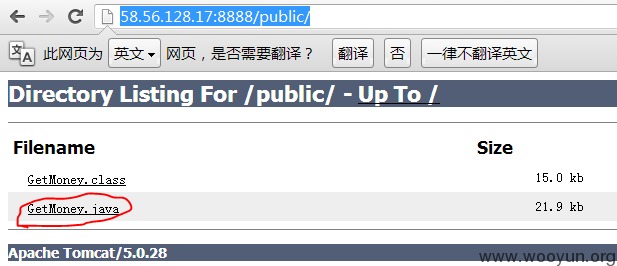 58.56.128.17:8888/public/
此网页为 英文 网页，是否需要翻译？ 翻译 否 一律不翻译英文
Directory Listing For /public/ - Up To /
Filename Size
GetMoney.class 15.0 kb
GetMoney.java 21.9 kb
Apache Tomcat/5.0.28
www.wooyun.org